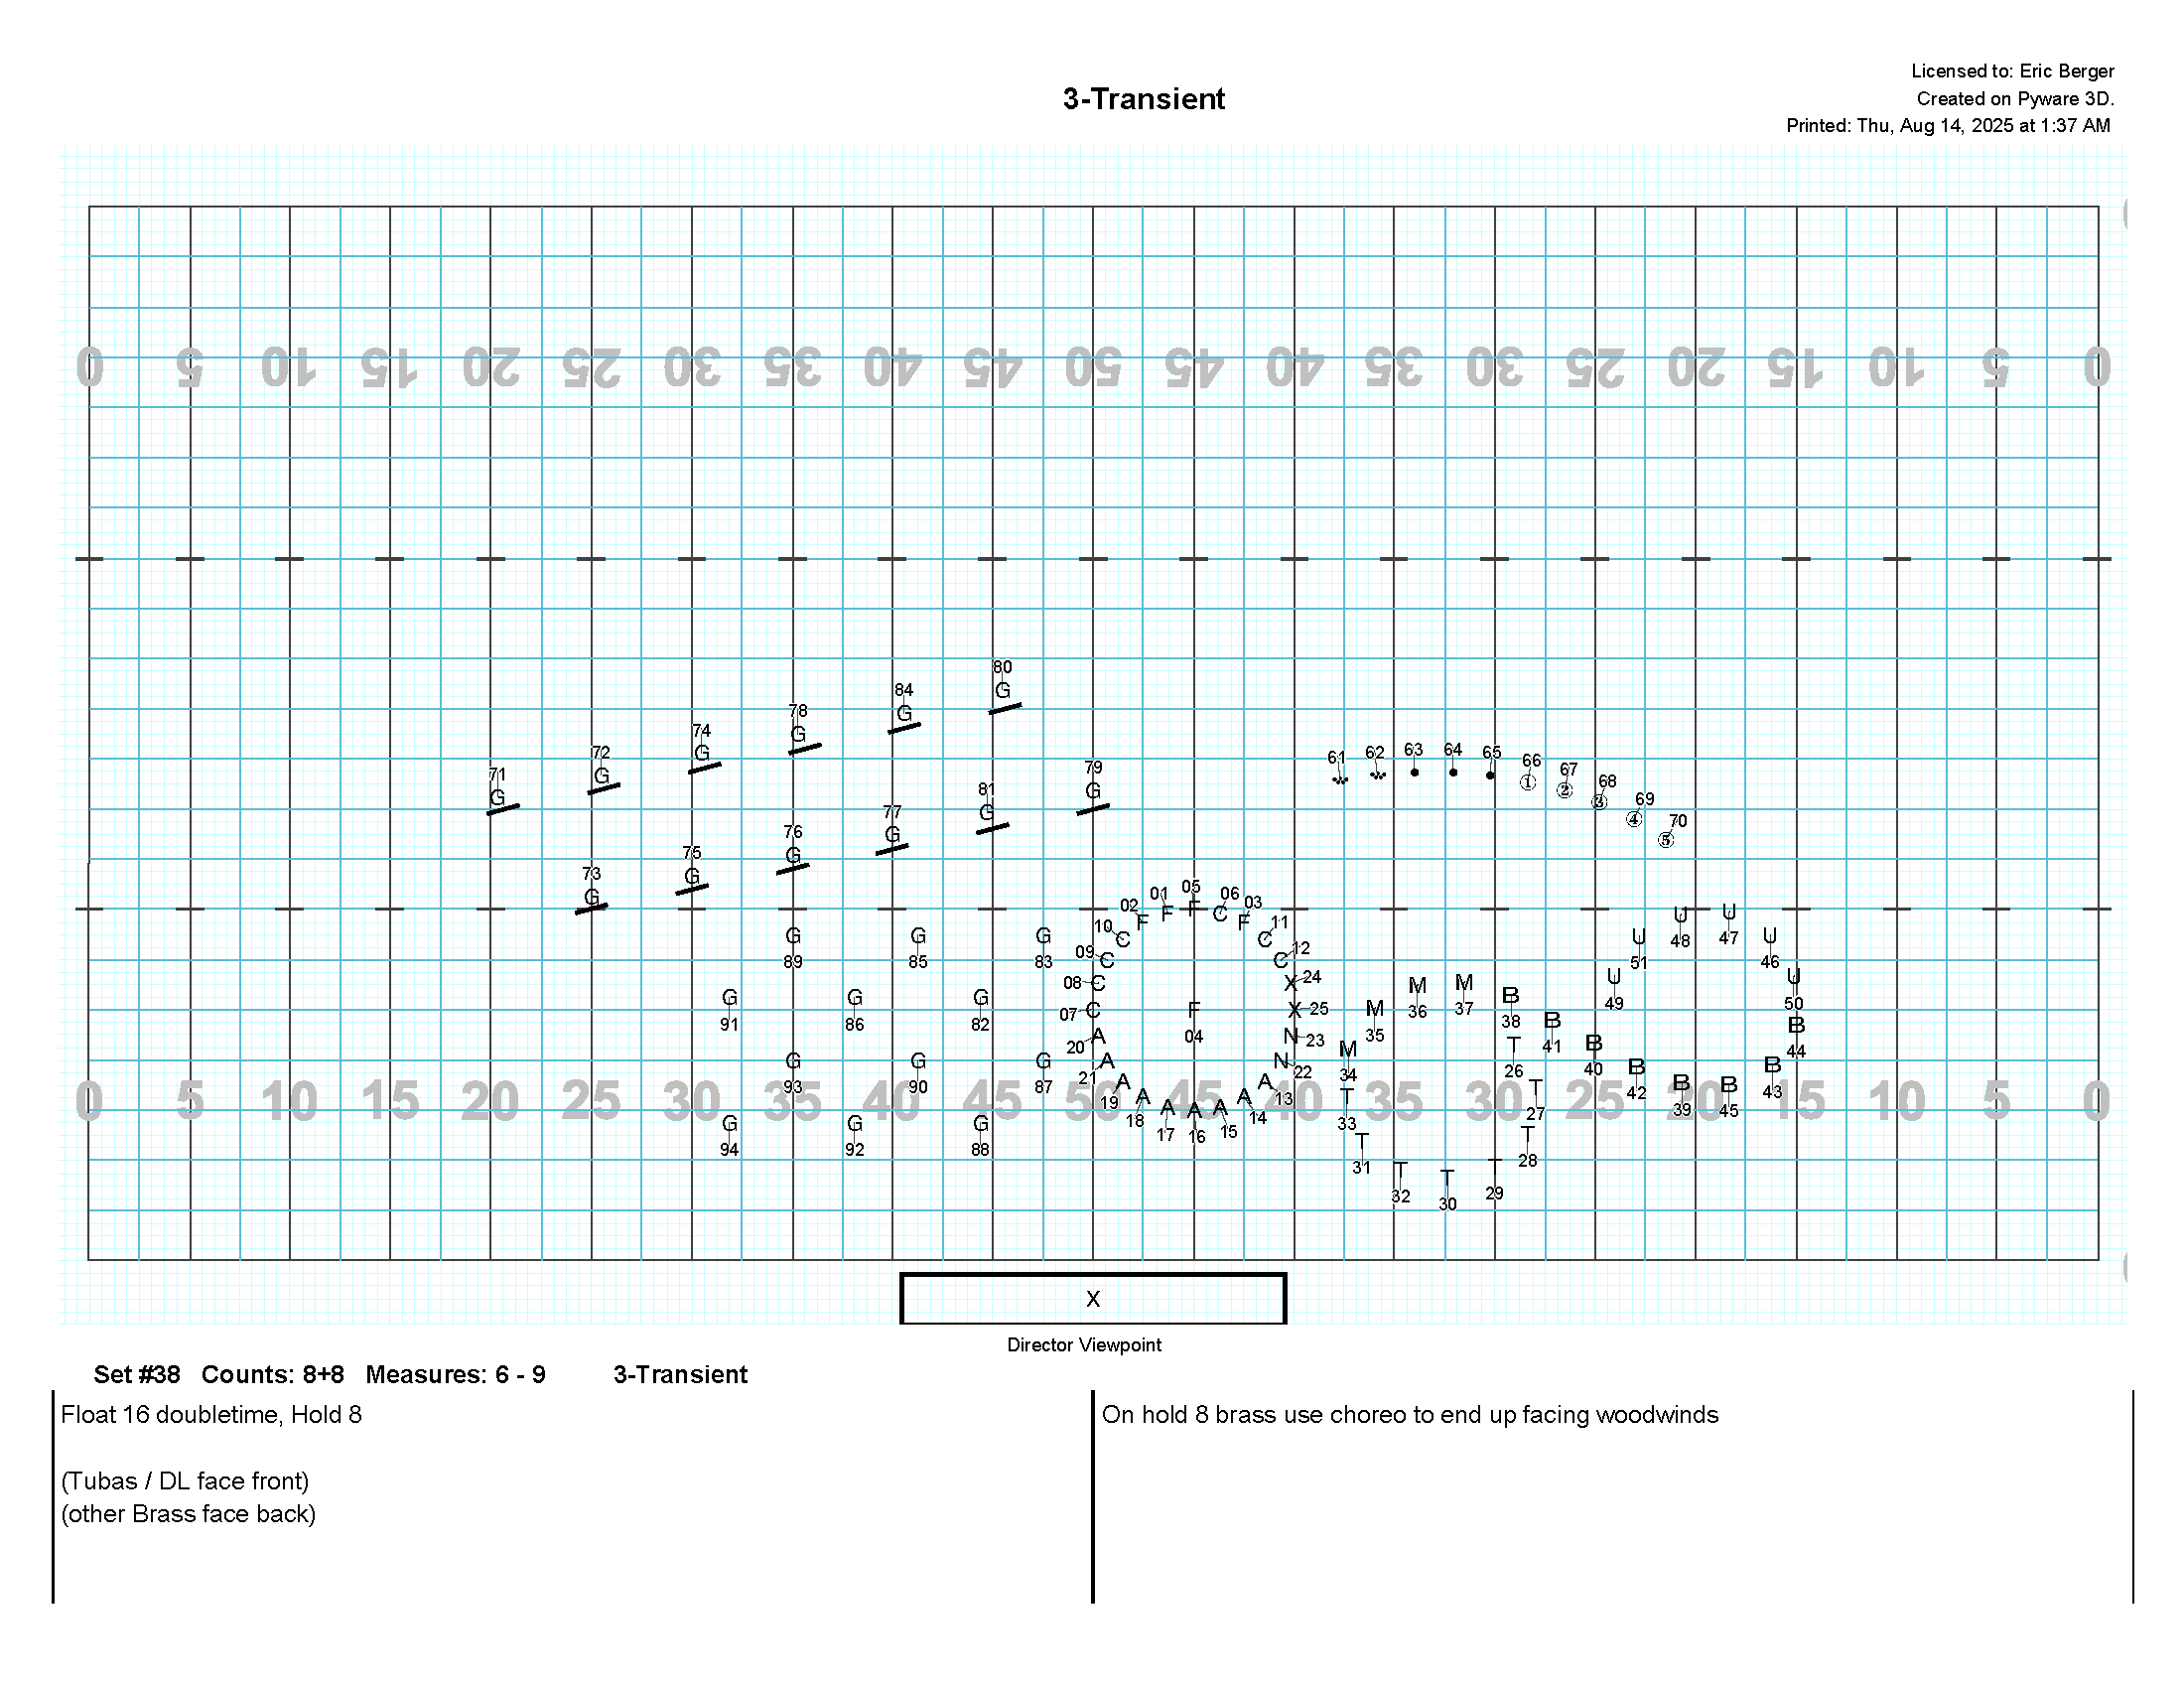 Licensed to: Eric Berger
3-Transient
Created on Pyware 3D.
Printed: Thu, Aug 14, 2025 at 1:37 AM
0 5 10 15 20 25 30 35 40 45 50 45 40 35 30 25 20 15 10 5 0
80
G
84
G
78
G
74
G
72
G
71
G
79
G
81
G
77
G
76
G
75
G
73
G
61 62 63 64 65 66 67 68 69 70
1 2 3 4 5
02 01 05 06 03
F F F C F
10 C C 11
09 C C 12
08 C X 24
07 C X 25
F
04
20 A N 23
21 A N 22
19 A A 13
18 A A 14
17 A A 16 A 15
G G G
89 85 83
G G G
91 86 82
G G G
93 90 87
G G G
94 92 88
M M M M
34 35 36 37
T T T T T T T T
33 31 32 30 29 28 27 26
B B B B B B B B
38 41 40 42 39 45 43 44
U U U U U U
49 51 48 47 46 50
0 5 10 15 20 25 30 35 40 45 50 45 40 35 30 25 20 15 10 5 0
X
Director Viewpoint
Set #38 Counts: 8+8 Measures: 6 - 9 3-Transient
Float 16 doubletime, Hold 8
(Tubas / DL face front)
(other Brass face back)
On hold 8 brass use choreo to end up facing woodwinds